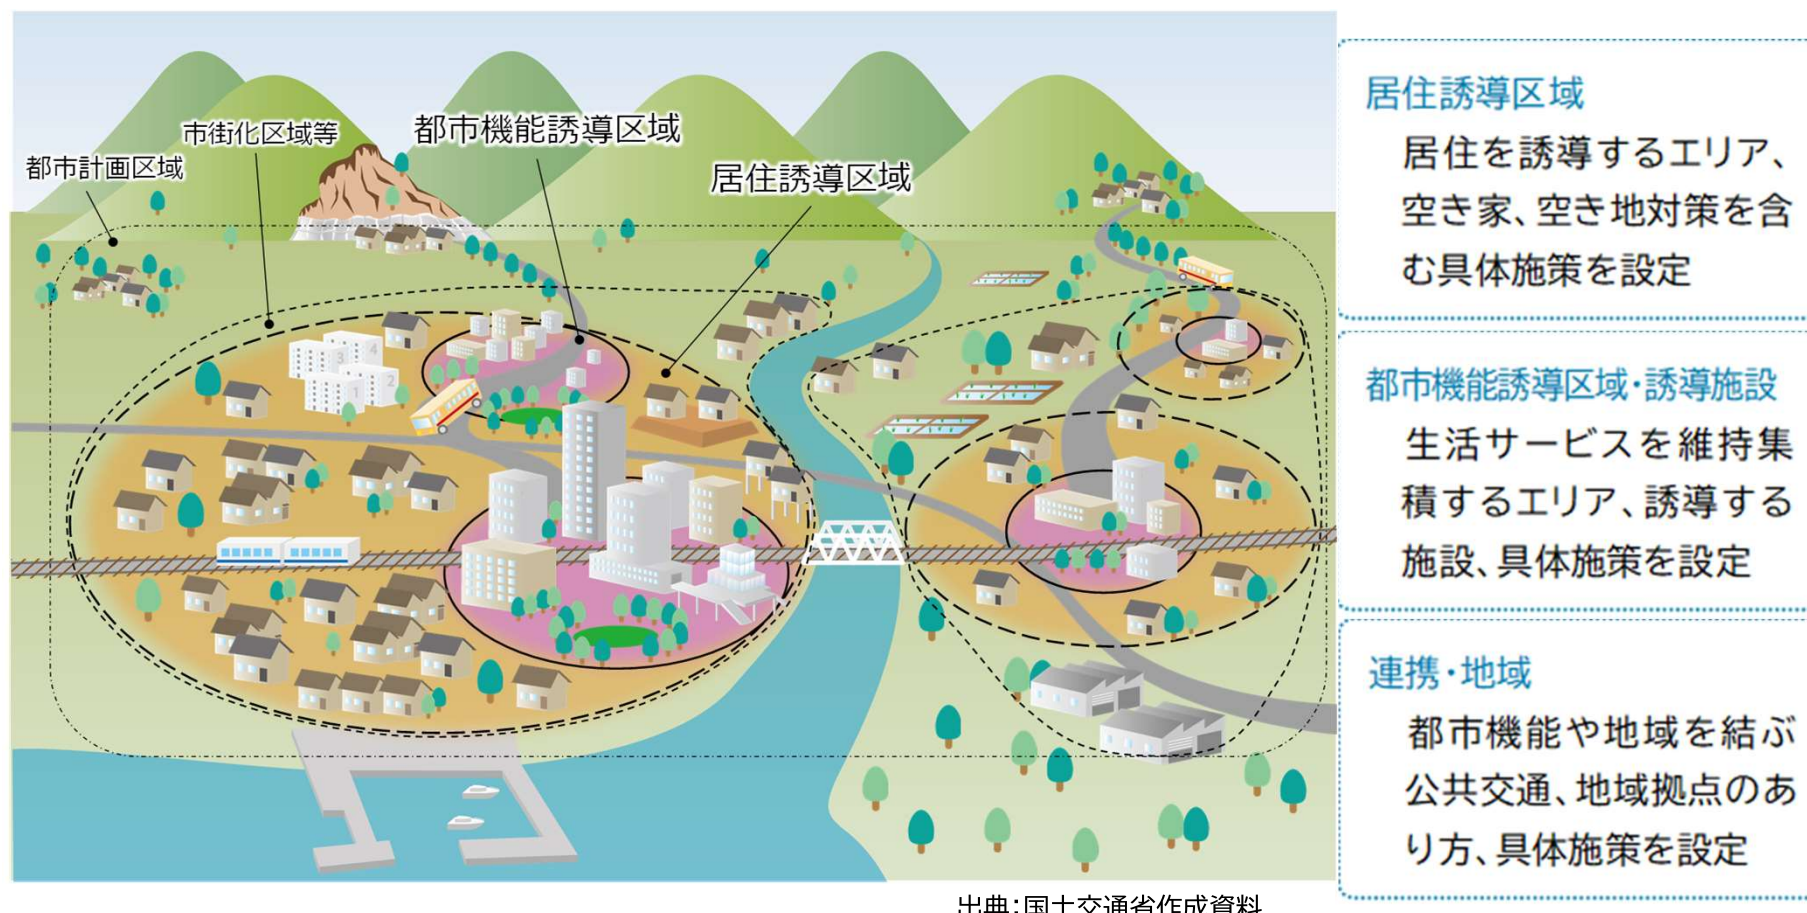 都市計画区域
市街化区域等
都市機能誘導区域
居住誘導区域
3
4
1
2
居住誘導区域
居住を誘導するエリア、
空き家、空き地対策を含
む具体施策を設定
都市機能誘導区域・誘導施設
生活サービスを維持集
積するエリア、誘導する
施設、具体施策を設定
連携・地域
都市機能や地域を結ぶ
公共交通、地域拠点のあ
り方、具体施策を設定
出典：国土交通省作成資料